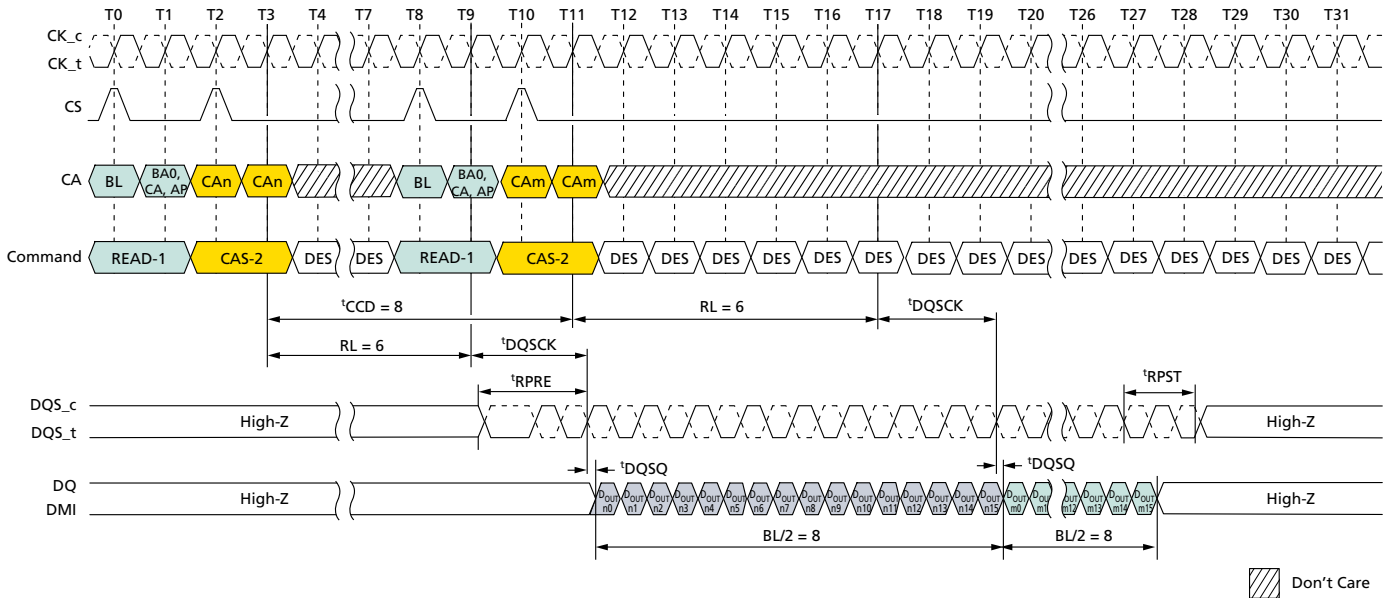 T0 T1 T2 T3 T4 T7 T8 T9 T10 T11 T12 T13 T14 T15 T16 T17 T18 T19 T20 T26 T27 T28 T29 T30 T31
CK_c
CK_t
CS
CA BL BA0, CA, AP CAn CAn BL BA0, CA, AP CAm CAm
Command READ-1 CAS-2 DES DES READ-1 CAS-2 DES DES DES DES DES DES DES DES DES DES DES DES DES DES DES
tCCD = 8 RL = 6 tDQSCK
RL = 6 tDQSCK
tRPRE tRPST
DQS_c
DQS_t
High-Z High-Z
tDQSQ tDQSQ
DQ
DMI
High-Z DOUT n0 DOUT n1 DOUT n2 DOUT n3 DOUT n4 DOUT n5 DOUT n6 DOUT n7 DOUT n8 DOUT n9 DOUT n10 DOUT n11 DOUT n12 DOUT n13 DOUT n14 DOUT n15 DOUT m0 DOUT m1 DOUT m12 DOUT m13 DOUT m14 DOUT m15 High-Z
BL/2 = 8 BL/2 = 8
Don't Care